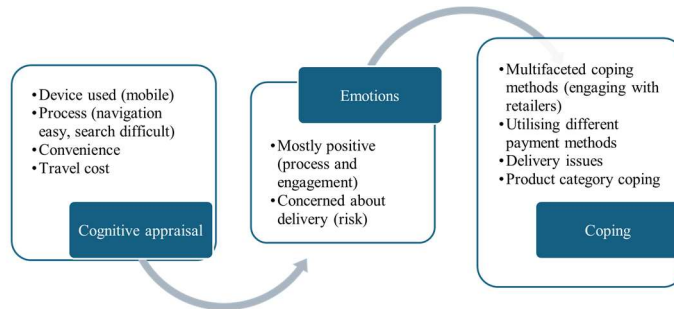 • Device used (mobile)
• Process (navigation
easy, search difficult)
• Convenience
• Travel cost
Cognitive appraisal
Emotions
• Mostly positive
(process and
engagement)
• Concerned about
delivery (risk)
• Multifaceted coping
methods (engaging with
retailers)
• Utilising different
payment methods
• Delivery issues
• Product category coping
Coping